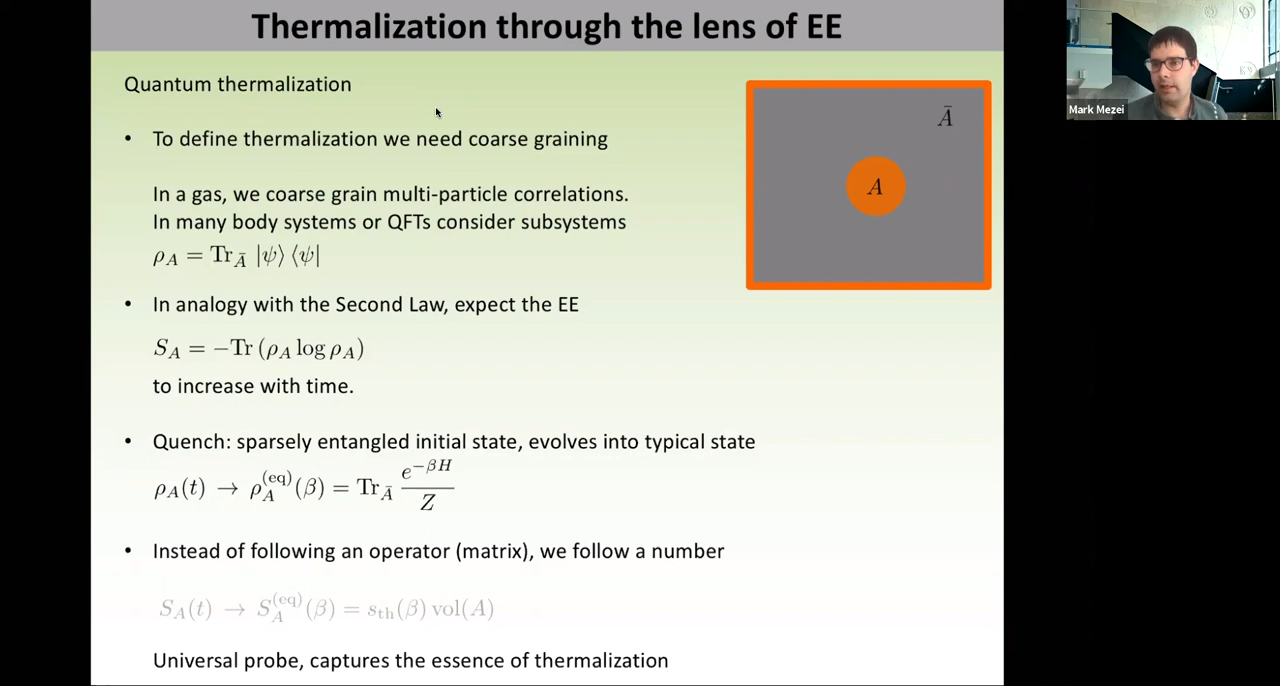 Thermalization through the lens of EE
Quantum thermalization
• To define thermalization we need coarse graining
In a gas, we coarse grain multi-particle correlations.
In many body systems or QFTs consider subsystems
ρ_A = Tr_Ā |ψ⟩ ⟨ψ|
• In analogy with the Second Law, expect the EE
S_A = −Tr (ρ_A log ρ_A)
to increase with time.
• Quench: sparsely entangled initial state, evolves into typical state
ρ_A(t) → ρ_A^(eq)(β) = Tr_Ā e^{−βH} / Z
• Instead of following an operator (matrix), we follow a number
S_A(t) → S_A^(eq)(β) = s_th(β) vol(A)
Universal probe, captures the essence of thermalization
Ā
A
Mark Mezei